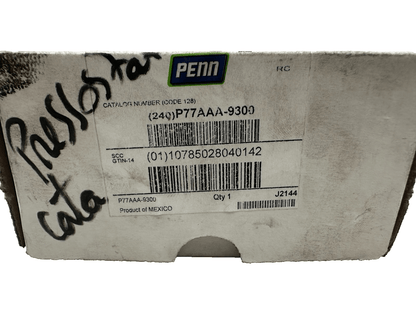 PENN
RC
CATALOG NUMBER (CODE 128)
(240)P77AAA-9300
SCC
GTIN-14
(01)10785028040142
P77AAA-9300
Qty 1
J2144
Product of MEXICO
Pressostat
cata